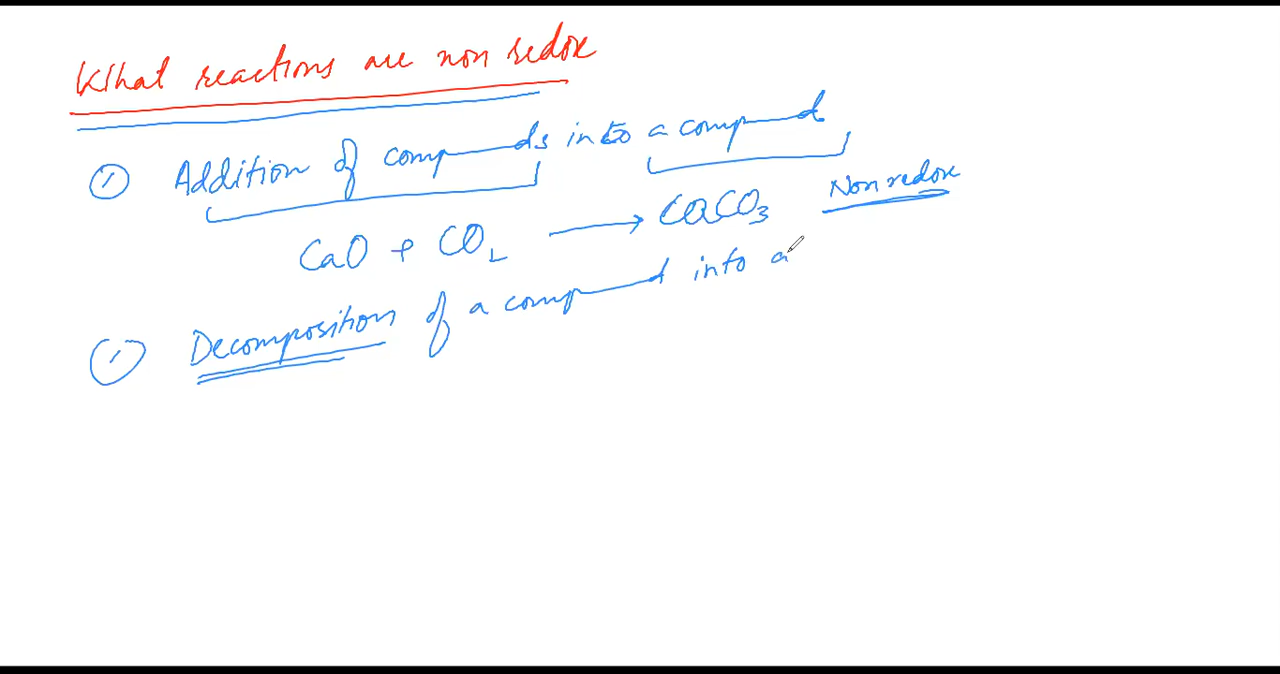 What reactions are non redox
① Addition of compounds into a compound
CaO + CO₂ → CaCO₃ Non redox
① Decomposition of a compound into a